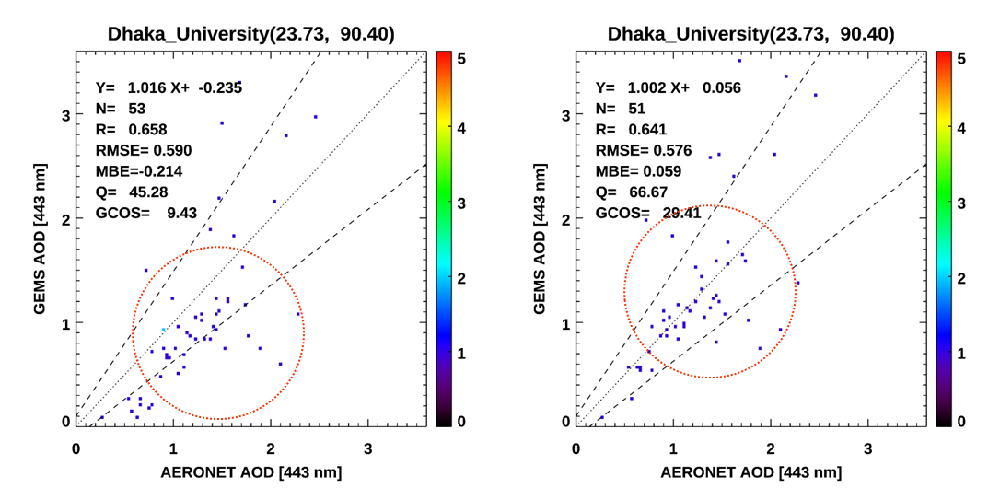 Dhaka_University(23.73, 90.40)
Y= 1.016 X+ -0.235
N= 53
R= 0.658
RMSE= 0.590
MBE=-0.214
Q= 45.28
GCOS= 9.43
GEMS AOD [443 nm]
3
2
1
0
0 1 2 3
AERONET AOD [443 nm]
5
4
3
2
1
0
Dhaka_University(23.73, 90.40)
Y= 1.002 X+ 0.056
N= 51
R= 0.641
RMSE= 0.576
MBE= 0.059
Q= 66.67
GCOS= 29.41
GEMS AOD [443 nm]
3
2
1
0
0 1 2 3
AERONET AOD [443 nm]
5
4
3
2
1
0